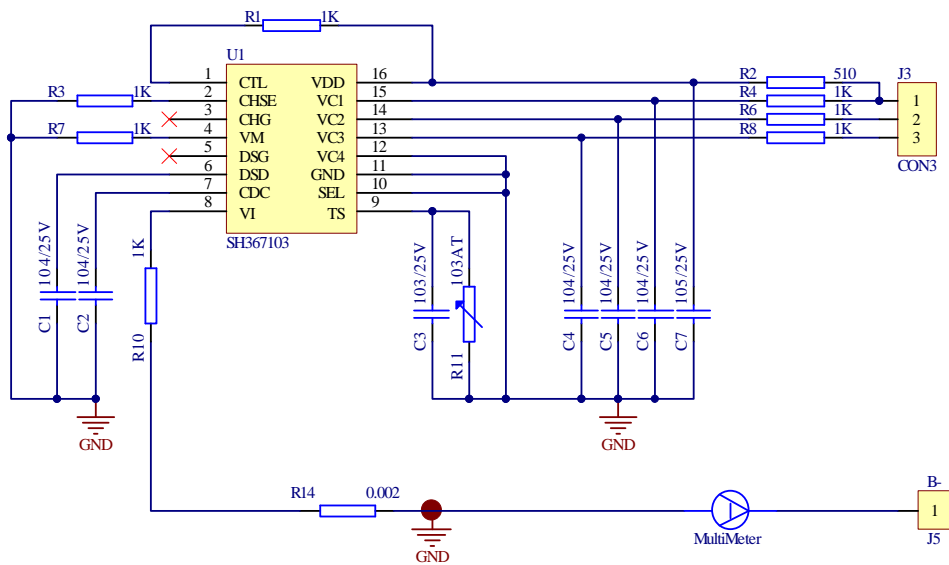 R1 1K
U1
J3
1 CTL VDD 16 R2 510
R3 1K 2 CHSE VC1 15 R4 1K 1
3 CHG VC2 14 R6 1K 2
R7 1K 4 VM VC3 13 R8 1K 3
5 DSG VC4 12
6 DSD GND 11
7 CDC SEL 10
8 VI TS 9
CON3
SH367103
104/25V 104/25V 1K 103/25V 103AT 104/25V 104/25V 104/25V 105/25V
C1 C2 R10 C3 R11 C4 C5 C6 C7
GND GND
B-
R14 0.002 1
GND MultiMeter J5